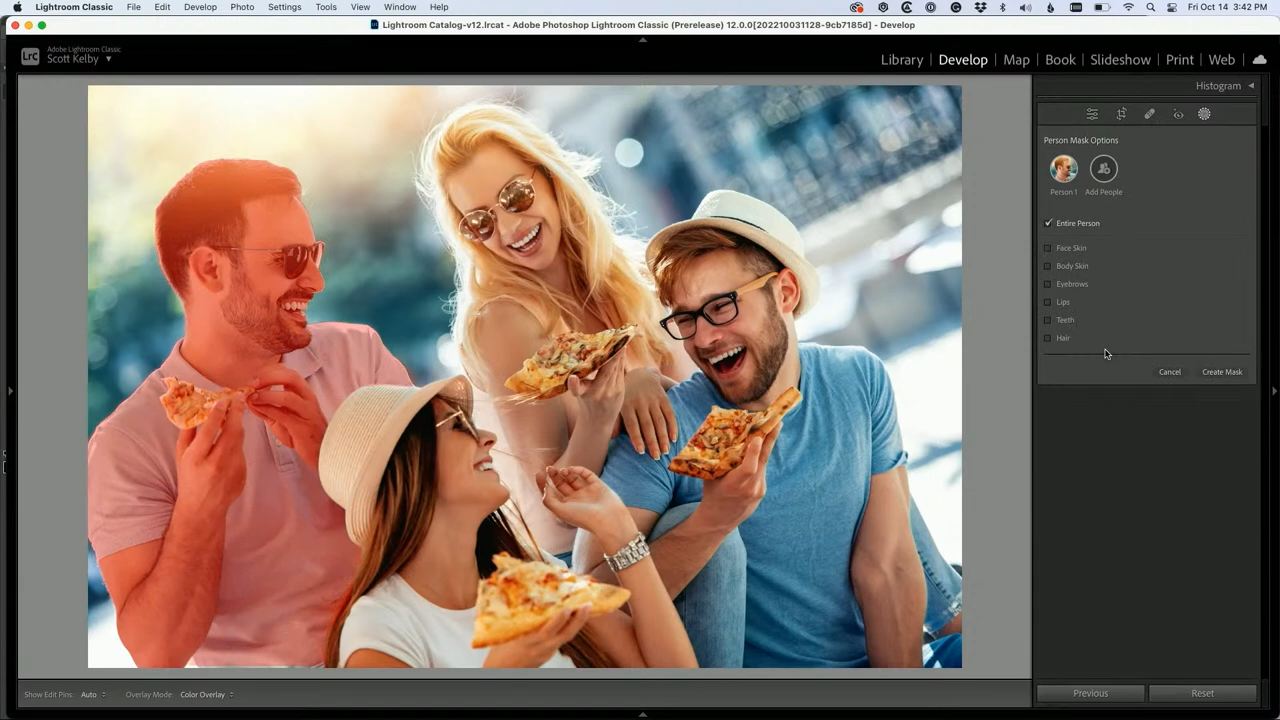 Lightroom Classic File Edit Develop Photo Settings Tools View Window Help Fri Oct 14 3:42 PM
Lightroom Catalog-v12.lrcat - Adobe Photoshop Lightroom Classic (Prerelease) 12.0.0[202210031128-9cb7185d] - Develop
LrC
Adobe Lightroom Classic
Scott Kelby
Library | Develop | Map | Book | Slideshow | Print | Web
Histogram
Person Mask Options
Person 1 Add People
Entire Person
Face Skin
Body Skin
Eyebrows
Lips
Teeth
Hair
Cancel Create Mask
Show Edit Pins: Auto Overlay Mode: Color Overlay
Previous Reset